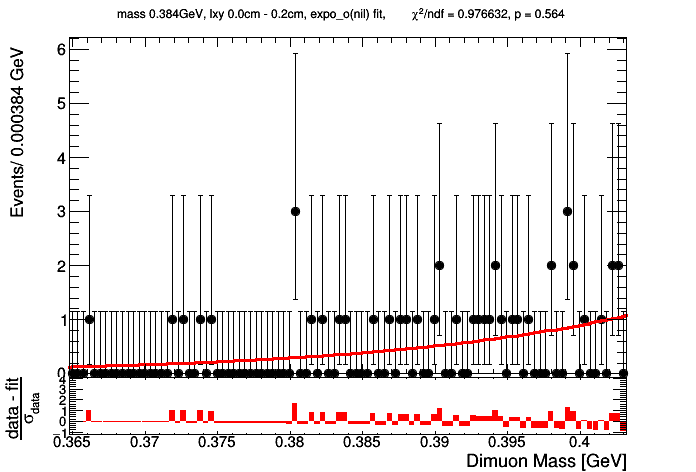 mass 0.384GeV, lxy 0.0cm - 0.2cm, expo_o(nil) fit, χ²/ndf = 0.976632, p = 0.564
Events/ 0.000384 GeV
6
5
4
3
2
1
0
data - fit
σdata
4
3
2
1
0
1
0.365 0.37 0.375 0.38 0.385 0.39 0.395 0.4
Dimuon Mass [GeV]